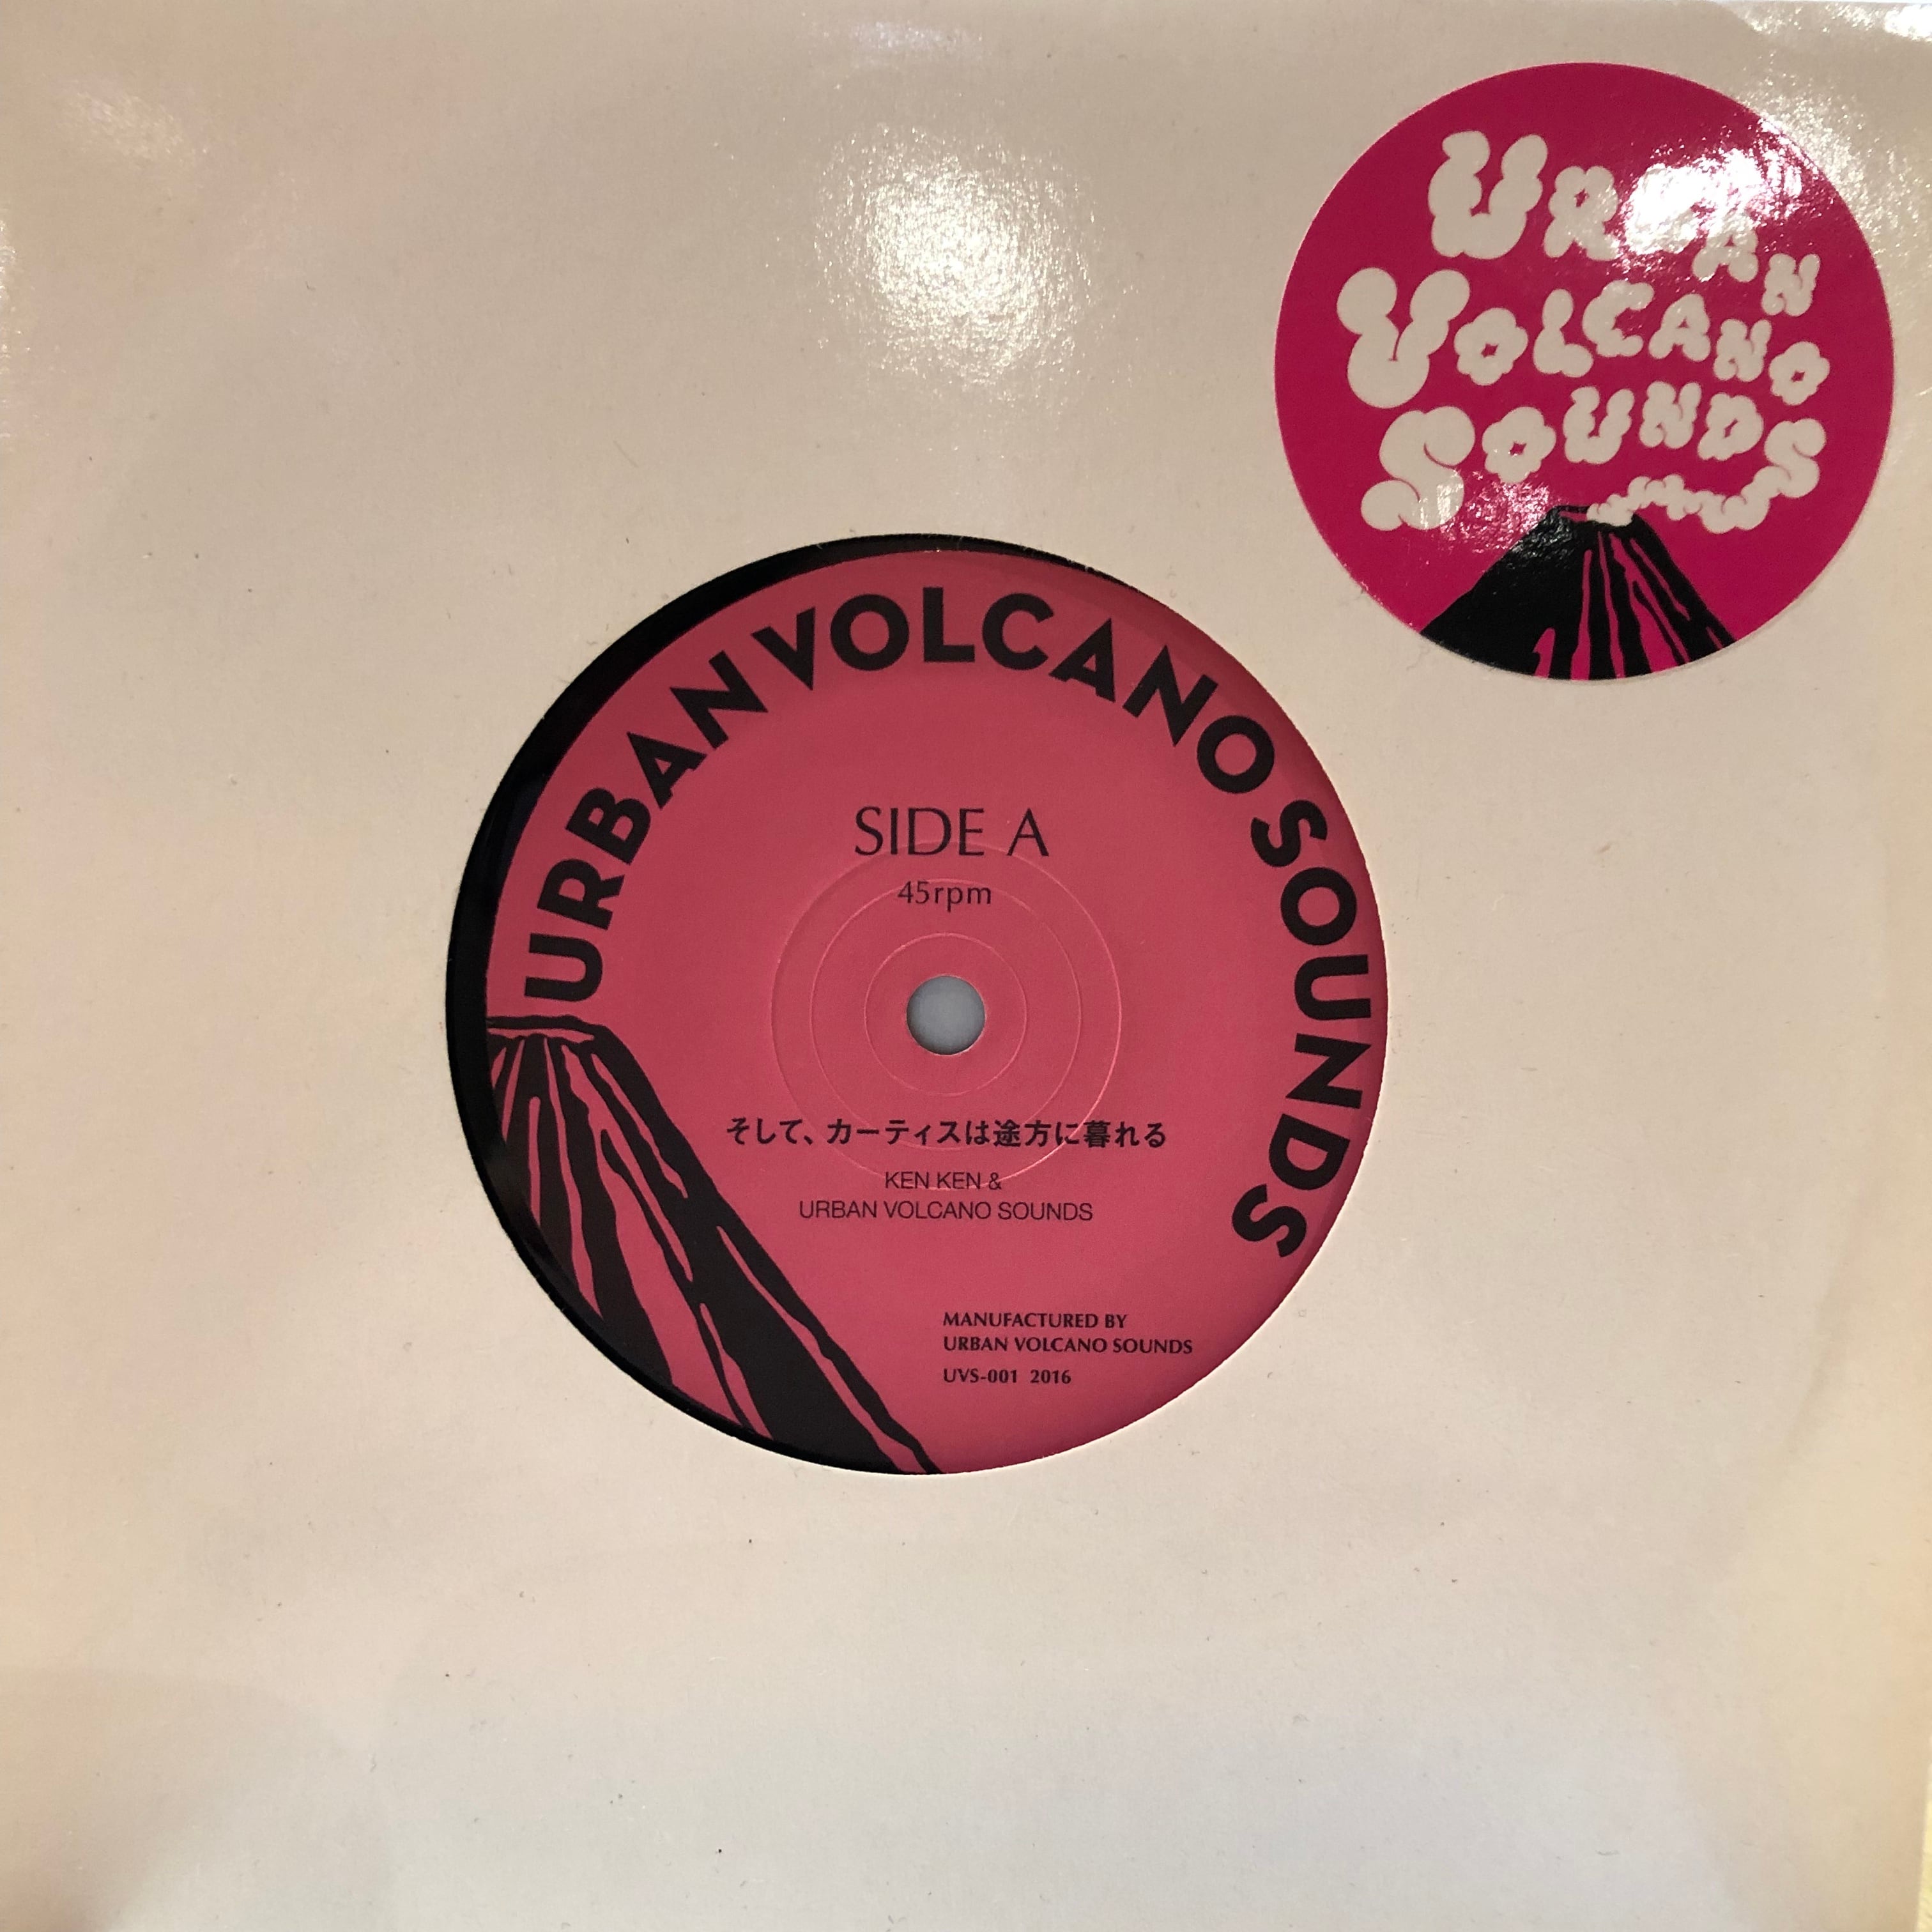 URBAN
VOLCANO
SOUNDS
URBAN VOLCANO SOUNDS
SIDE A
45rpm
そして、カーティスは途方に暮れる
KEN KEN &
URBAN VOLCANO SOUNDS
MANUFACTURED BY
URBAN VOLCANO SOUNDS
UVS-001 2016